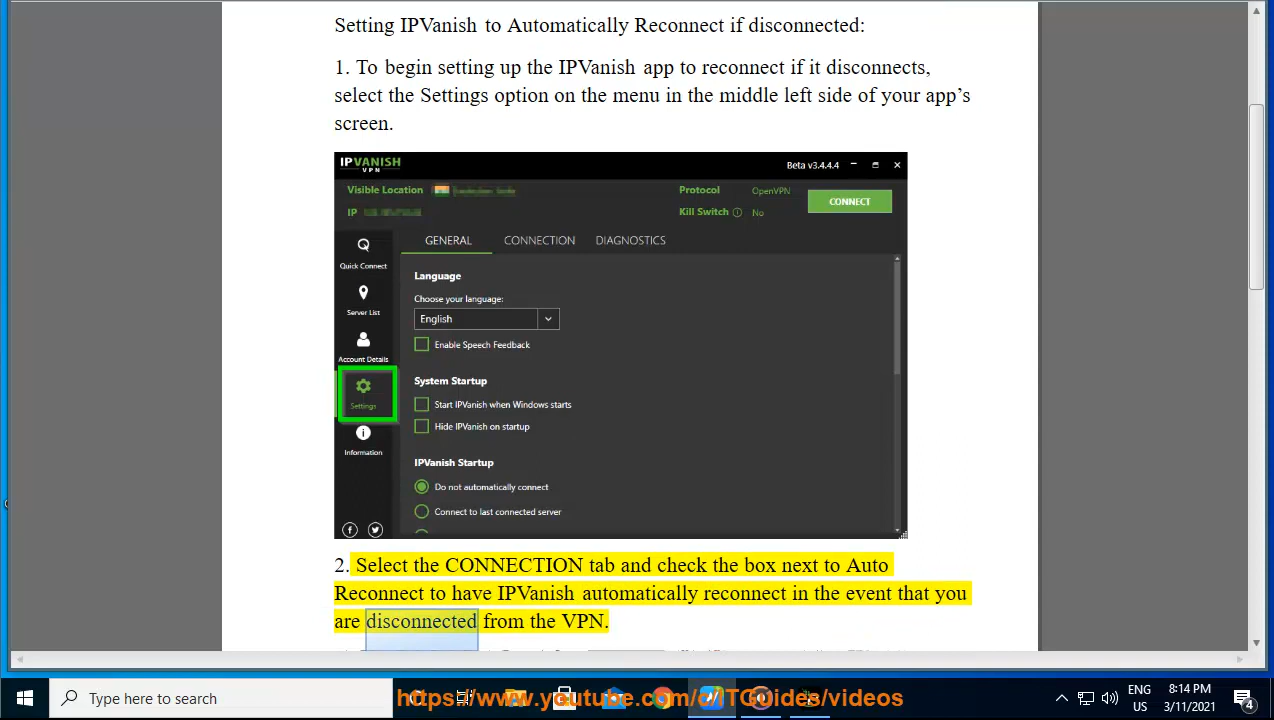 Setting IPVanish to Automatically Reconnect if disconnected:
1. To begin setting up the IPVanish app to reconnect if it disconnects,
select the Settings option on the menu in the middle left side of your app's
screen.
IPVANISH
VPN
Beta v3.4.4.4
Visible Location
Protocol OpenVPN
CONNECT
IP
Kill Switch No
GENERAL CONNECTION DIAGNOSTICS
Quick Connect
Server List
Account Details
Settings
Information
Language
Choose your language:
English
Enable Speech Feedback
System Startup
Start IPVanish when Windows starts
Hide IPVanish on startup
IPVanish Startup
Do not automatically connect
Connect to last connected server
2. Select the CONNECTION tab and check the box next to Auto
Reconnect to have IPVanish automatically reconnect in the event that you
are disconnected from the VPN.
Type here to search
https://www.youtube.com/c/ITGuides/videos
ENG
US
8:14 PM
3/11/2021
4